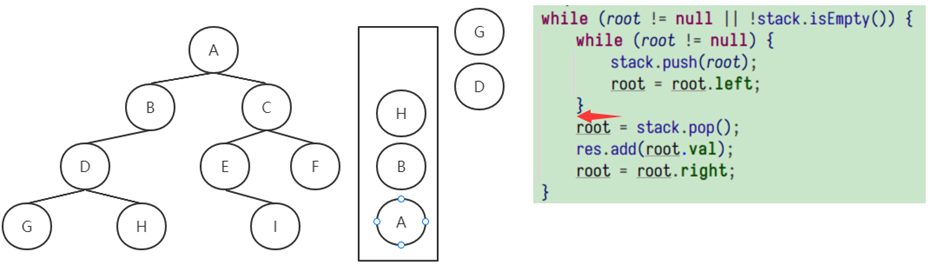 A
B
C
D
E
F
G
H
I
H
B
A
G
D
while (root != null || !stack.isEmpty()) {
    while (root != null) {
        stack.push(root);
        root = root.left;
    }
    root = stack.pop();
    res.add(root.val);
    root = root.right;
}